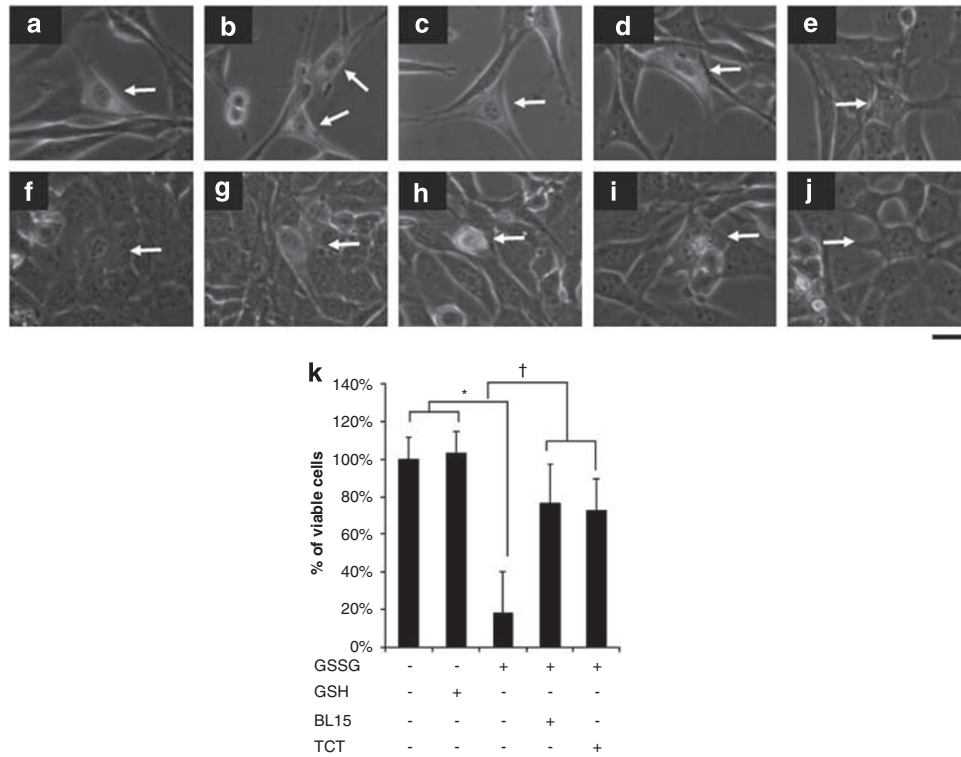 a b c d e
f g h i j
k
†
140%
*
120%
100%
80%
60%
40%
20%
0%
% of viable cells
GSSG - - + + +
GSH - + - - -
BL15 - - - + -
TCT - - - - +